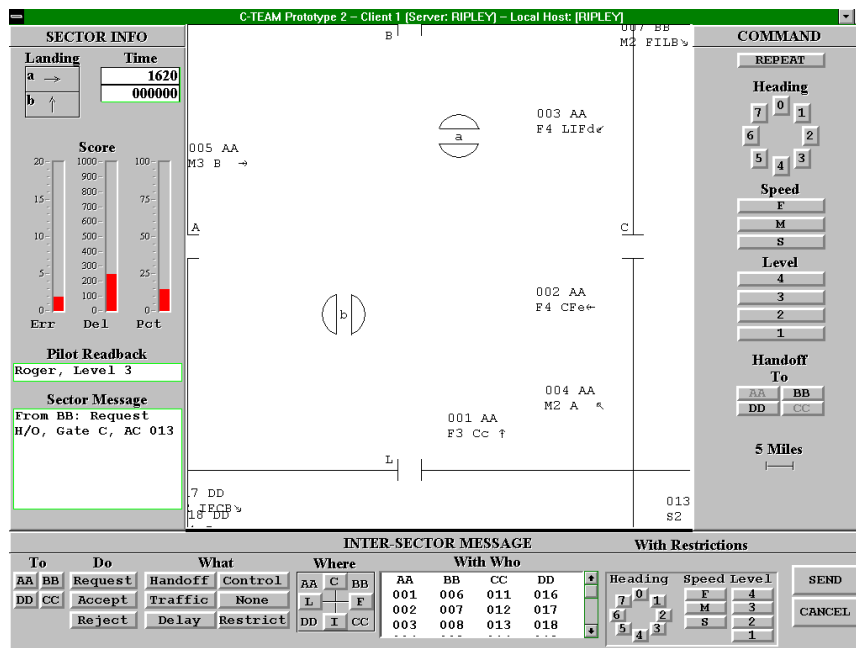 C-TEAM Prototype 2 – Client 1 (Server: RIPLEY) – Local Host: [RIPLEY]
SECTOR INFO
Landing
Time
a →
1620
000000
b ↑
Score
20
15
10
5
0
1000
900
800
700
600
500
400
300
200
100
0
100
75
50
25
0
Err
Del
Pct
Pilot Readback
Roger, Level 3
Sector Message
From BB: Request
H/O, Gate C, AC 013
B
007 BB
M2 FILB↘
003 AA
F4 LIFd↙
a
005 AA
M3 B →
A
C
002 AA
F4 CFe←
b
004 AA
M2 A ↖
001 AA
F3 Cc ↑
L
17 DD
IFCB↘
18 DD
013
S2
COMMAND
REPEAT
Heading
0
7 1
6 2
5 3
4
Speed
F
M
S
Level
4
3
2
1
Handoff
To
AA BB
DD CC
5 Miles
INTER-SECTOR MESSAGE
With Restrictions
To
AA BB
DD CC
Do
Request
Accept
Reject
What
Handoff Control
Traffic None
Delay Restrict
Where
AA C BB
L F
DD I CC
With Who
AA BB CC DD
001 006 011 016
002 007 012 017
003 008 013 018
Heading
0
7 1
6 2
5 3
4
Speed
F
M
S
Level
4
3
2
1
SEND
CANCEL